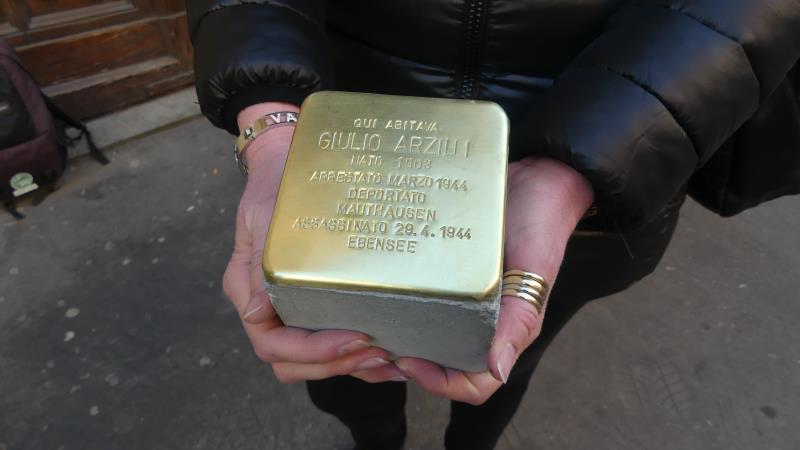 QUI ABITAVA
GIULIO ARZILLI
NATO 1903
ARRESTATO MARZO 1944
DEPORTATO
MAUTHAUSEN
ASSASSINATO 29.4.1944
EBENSEE